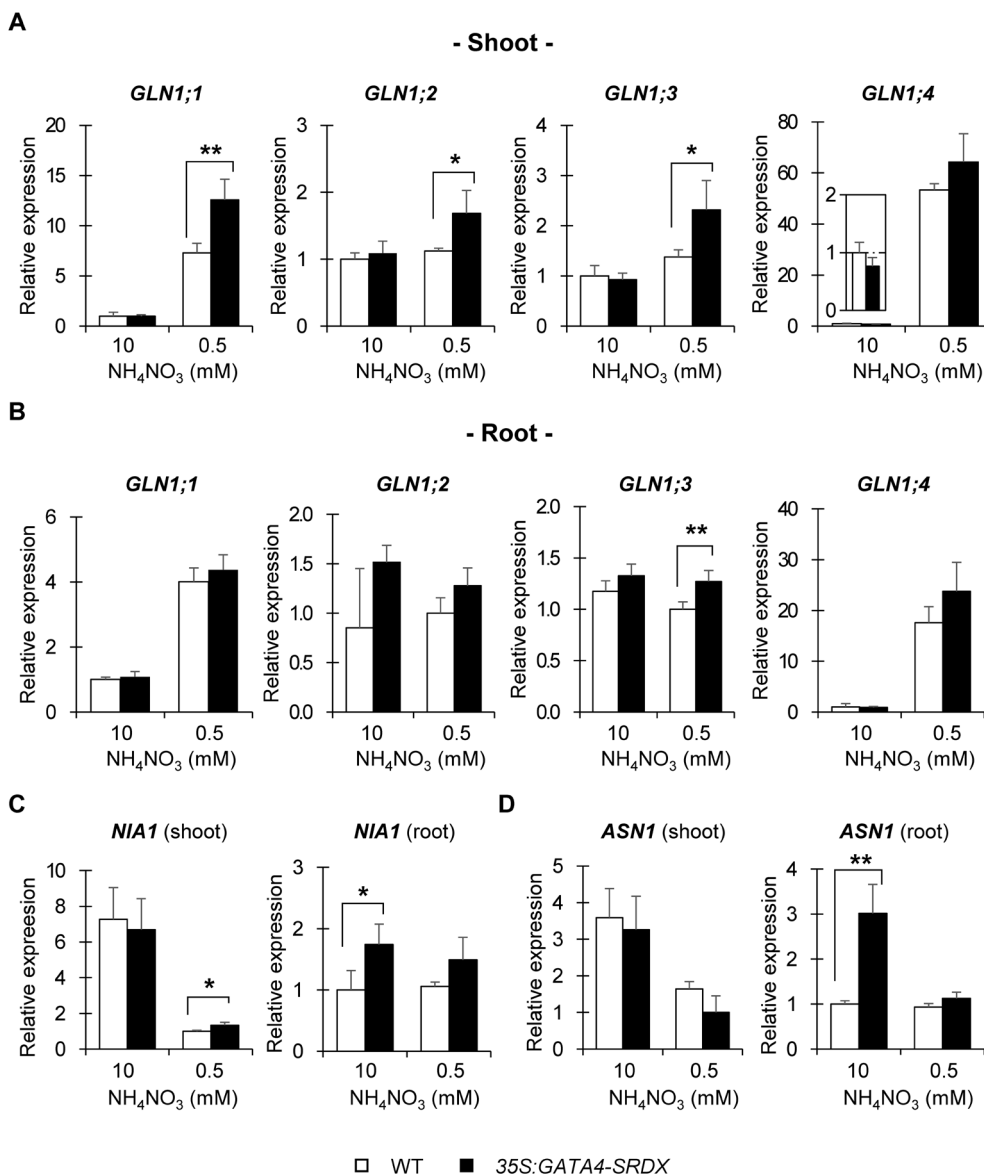 A
- Shoot -
GLN1;1 GLN1;2 GLN1;3 GLN1;4
Relative expression
20
15
10
5
0
**
10 0.5
NH₄NO₃ (mM)
Relative expression
3
2
1
0
*
10 0.5
NH₄NO₃ (mM)
Relative expression
4
3
2
1
0
*
10 0.5
NH₄NO₃ (mM)
Relative expression
80
60
40
20
0
2
1
0
10 0.5
NH₄NO₃ (mM)
B
- Root -
GLN1;1 GLN1;2 GLN1;3 GLN1;4
Relative expression
6
4
2
0
10 0.5
NH₄NO₃ (mM)
Relative expression
2.0
1.5
1.0
0.5
0.0
10 0.5
NH₄NO₃ (mM)
Relative expression
2.0
1.5
1.0
0.5
0.0
**
10 0.5
NH₄NO₃ (mM)
Relative expression
40
30
20
10
0
10 0.5
NH₄NO₃ (mM)
C
NIA1 (shoot) NIA1 (root)
Relative expreesion
10
8
6
4
2
0
*
10 0.5
NH₄NO₃ (mM)
Relative expreesion
3
2
1
0
*
10 0.5
NH₄NO₃ (mM)
D
ASN1 (shoot) ASN1 (root)
Relative expreesion
5
4
3
2
1
0
10 0.5
NH₄NO₃ (mM)
Relative expreesion
4
3
2
1
0
**
10 0.5
NH₄NO₃ (mM)
WT 35S:GATA4-SRDX